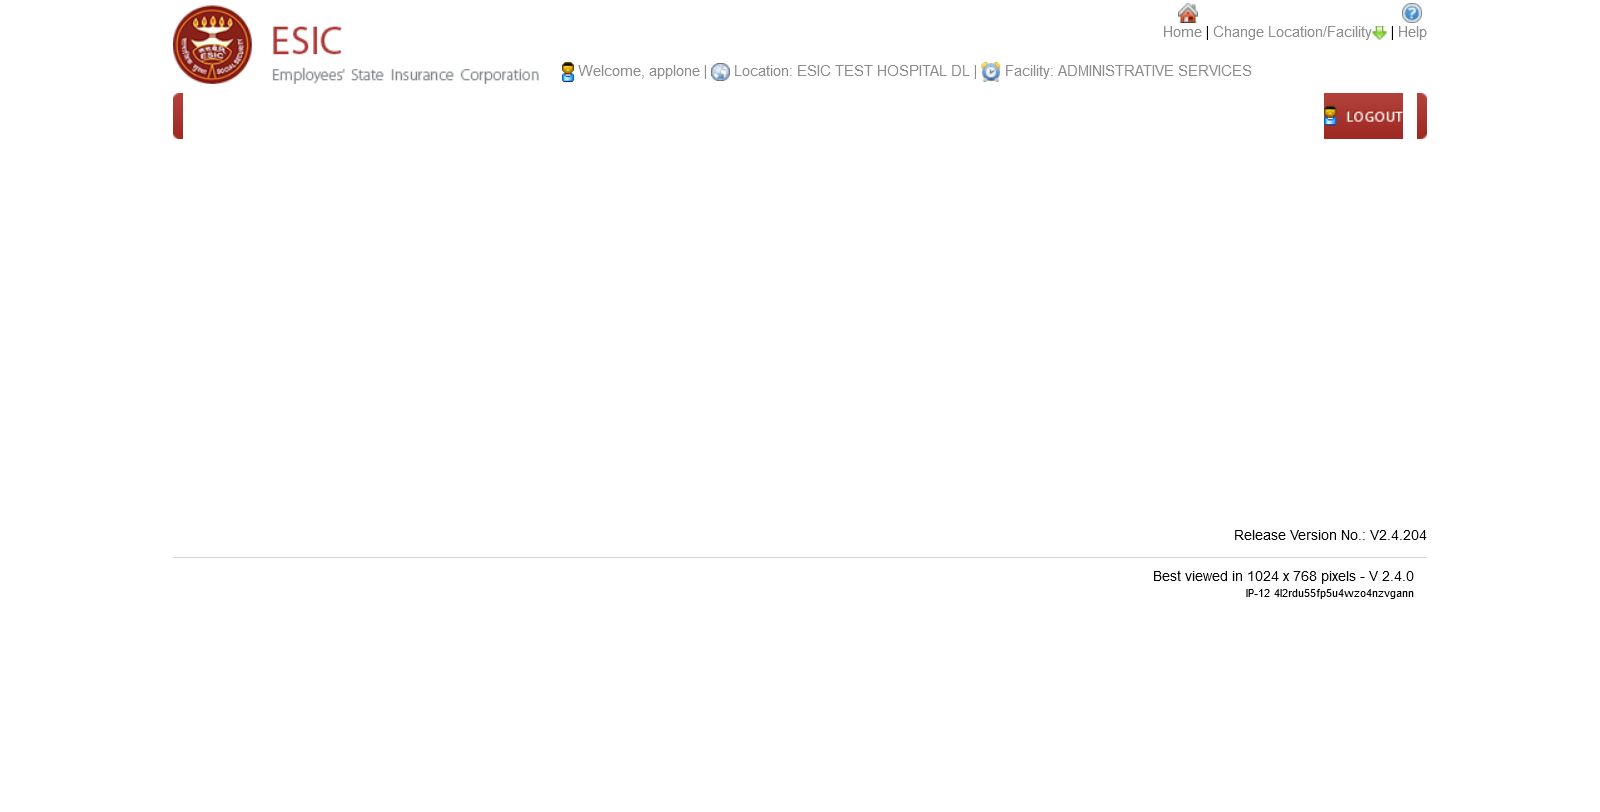 Home | Change Location/Facility | Help
ESIC
Employees' State Insurance Corporation
Welcome, applone | Location: ESIC TEST HOSPITAL DL | Facility: ADMINISTRATIVE SERVICES
LOGOUT
Release Version No.: V2.4.204
Best viewed in 1024 x 768 pixels - V 2.4.0
IP-12 4l2rdu55fp5u4vvzo4nzvgann